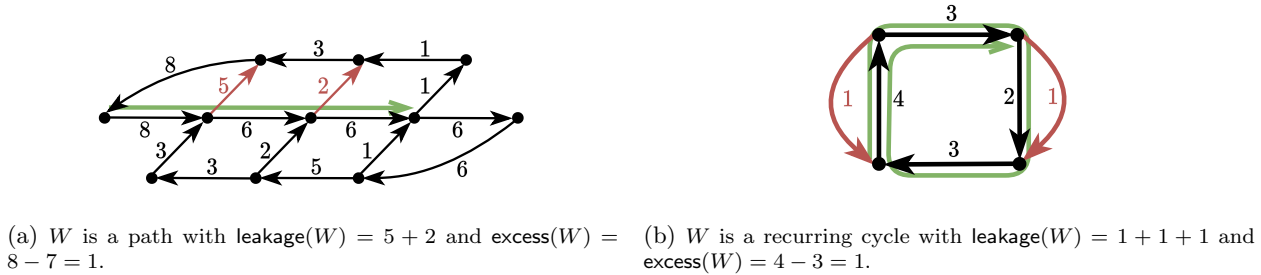 3
8 3 1
5 2 1
1 4 2 1
8 6 6 6
3 2 1
3 5 6
3
(a) W is a path with leakage(W) = 5 + 2 and excess(W) =
8 − 7 = 1.
(b) W is a recurring cycle with leakage(W) = 1 + 1 + 1 and
excess(W) = 4 − 3 = 1.